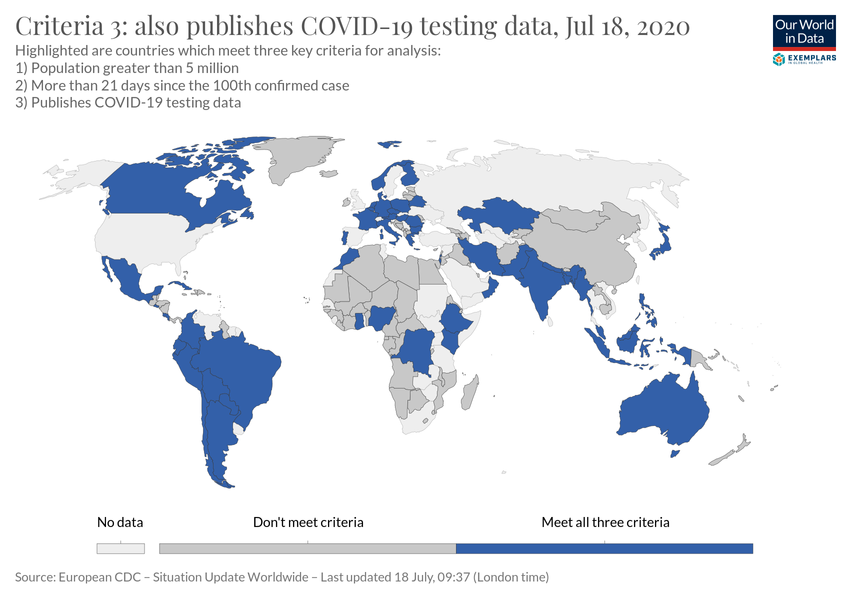 Criteria 3: also publishes COVID-19 testing data, Jul 18, 2020
Highlighted are countries which meet three key criteria for analysis:
1) Population greater than 5 million
2) More than 21 days since the 100th confirmed case
3) Publishes COVID-19 testing data
Our World
in Data
EXEMPLARS
IN GLOBAL HEALTH
No data
Don't meet criteria
Meet all three criteria
Source: European CDC – Situation Update Worldwide – Last updated 18 July, 09:37 (London time)